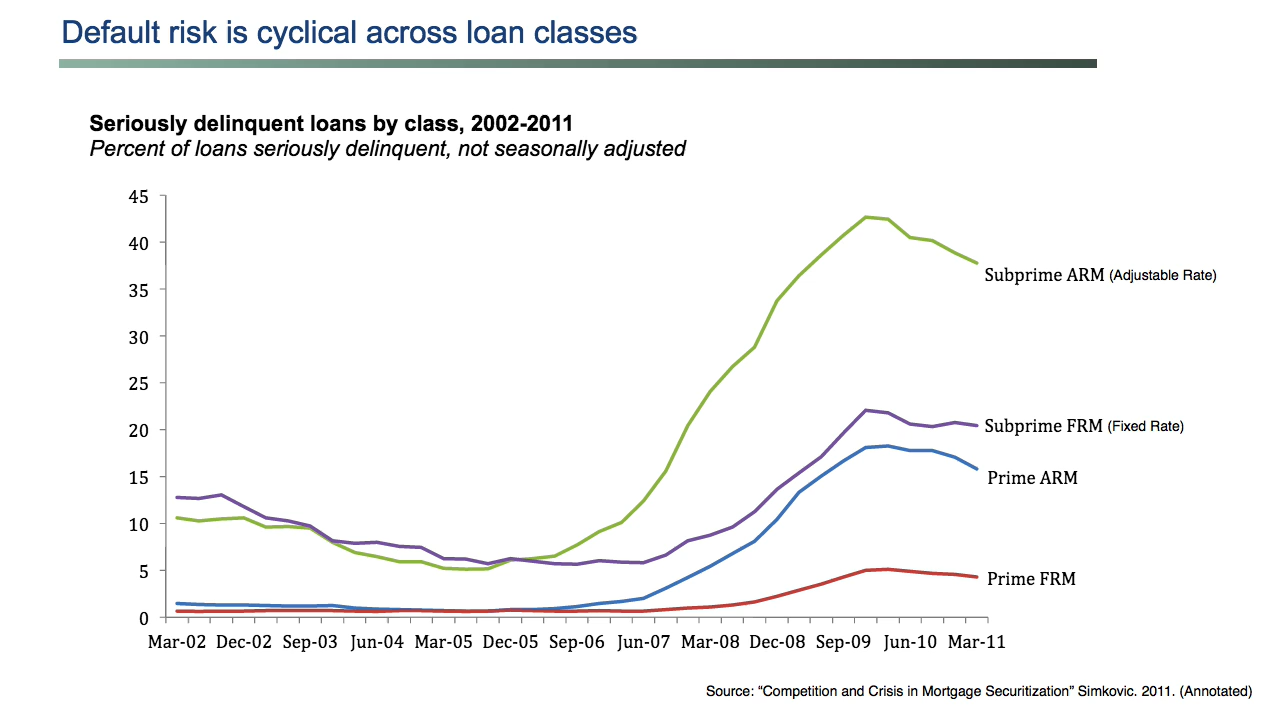 Default risk is cyclical across loan classes
Seriously delinquent loans by class, 2002-2011
Percent of loans seriously delinquent, not seasonally adjusted
45
40
35
30
25
20
15
10
5
0
Subprime ARM (Adjustable Rate)
Subprime FRM (Fixed Rate)
Prime ARM
Prime FRM
Mar-02 Dec-02 Sep-03 Jun-04 Mar-05 Dec-05 Sep-06 Jun-07 Mar-08 Dec-08 Sep-09 Jun-10 Mar-11
Source: “Competition and Crisis in Mortgage Securitization” Simkovic. 2011. (Annotated)